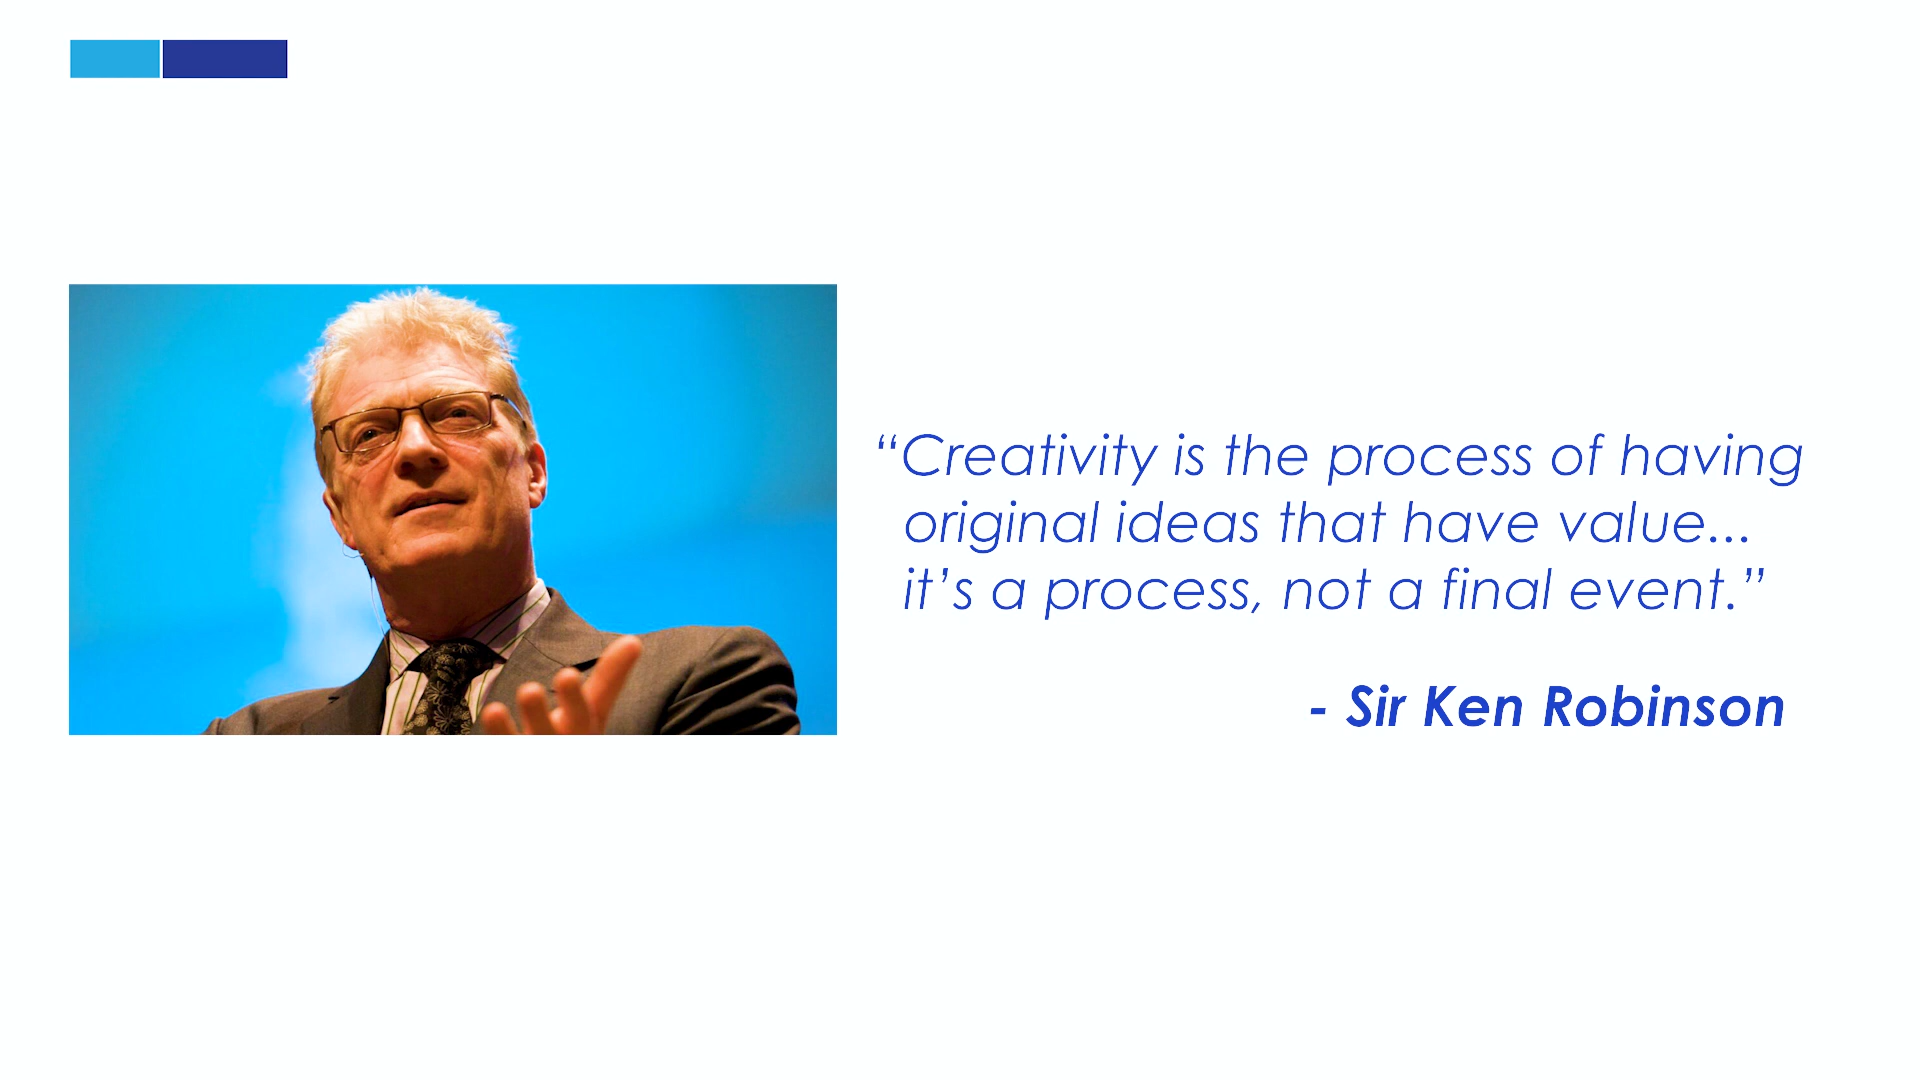 “Creativity is the process of having
original ideas that have value...
it’s a process, not a final event.”
- Sir Ken Robinson